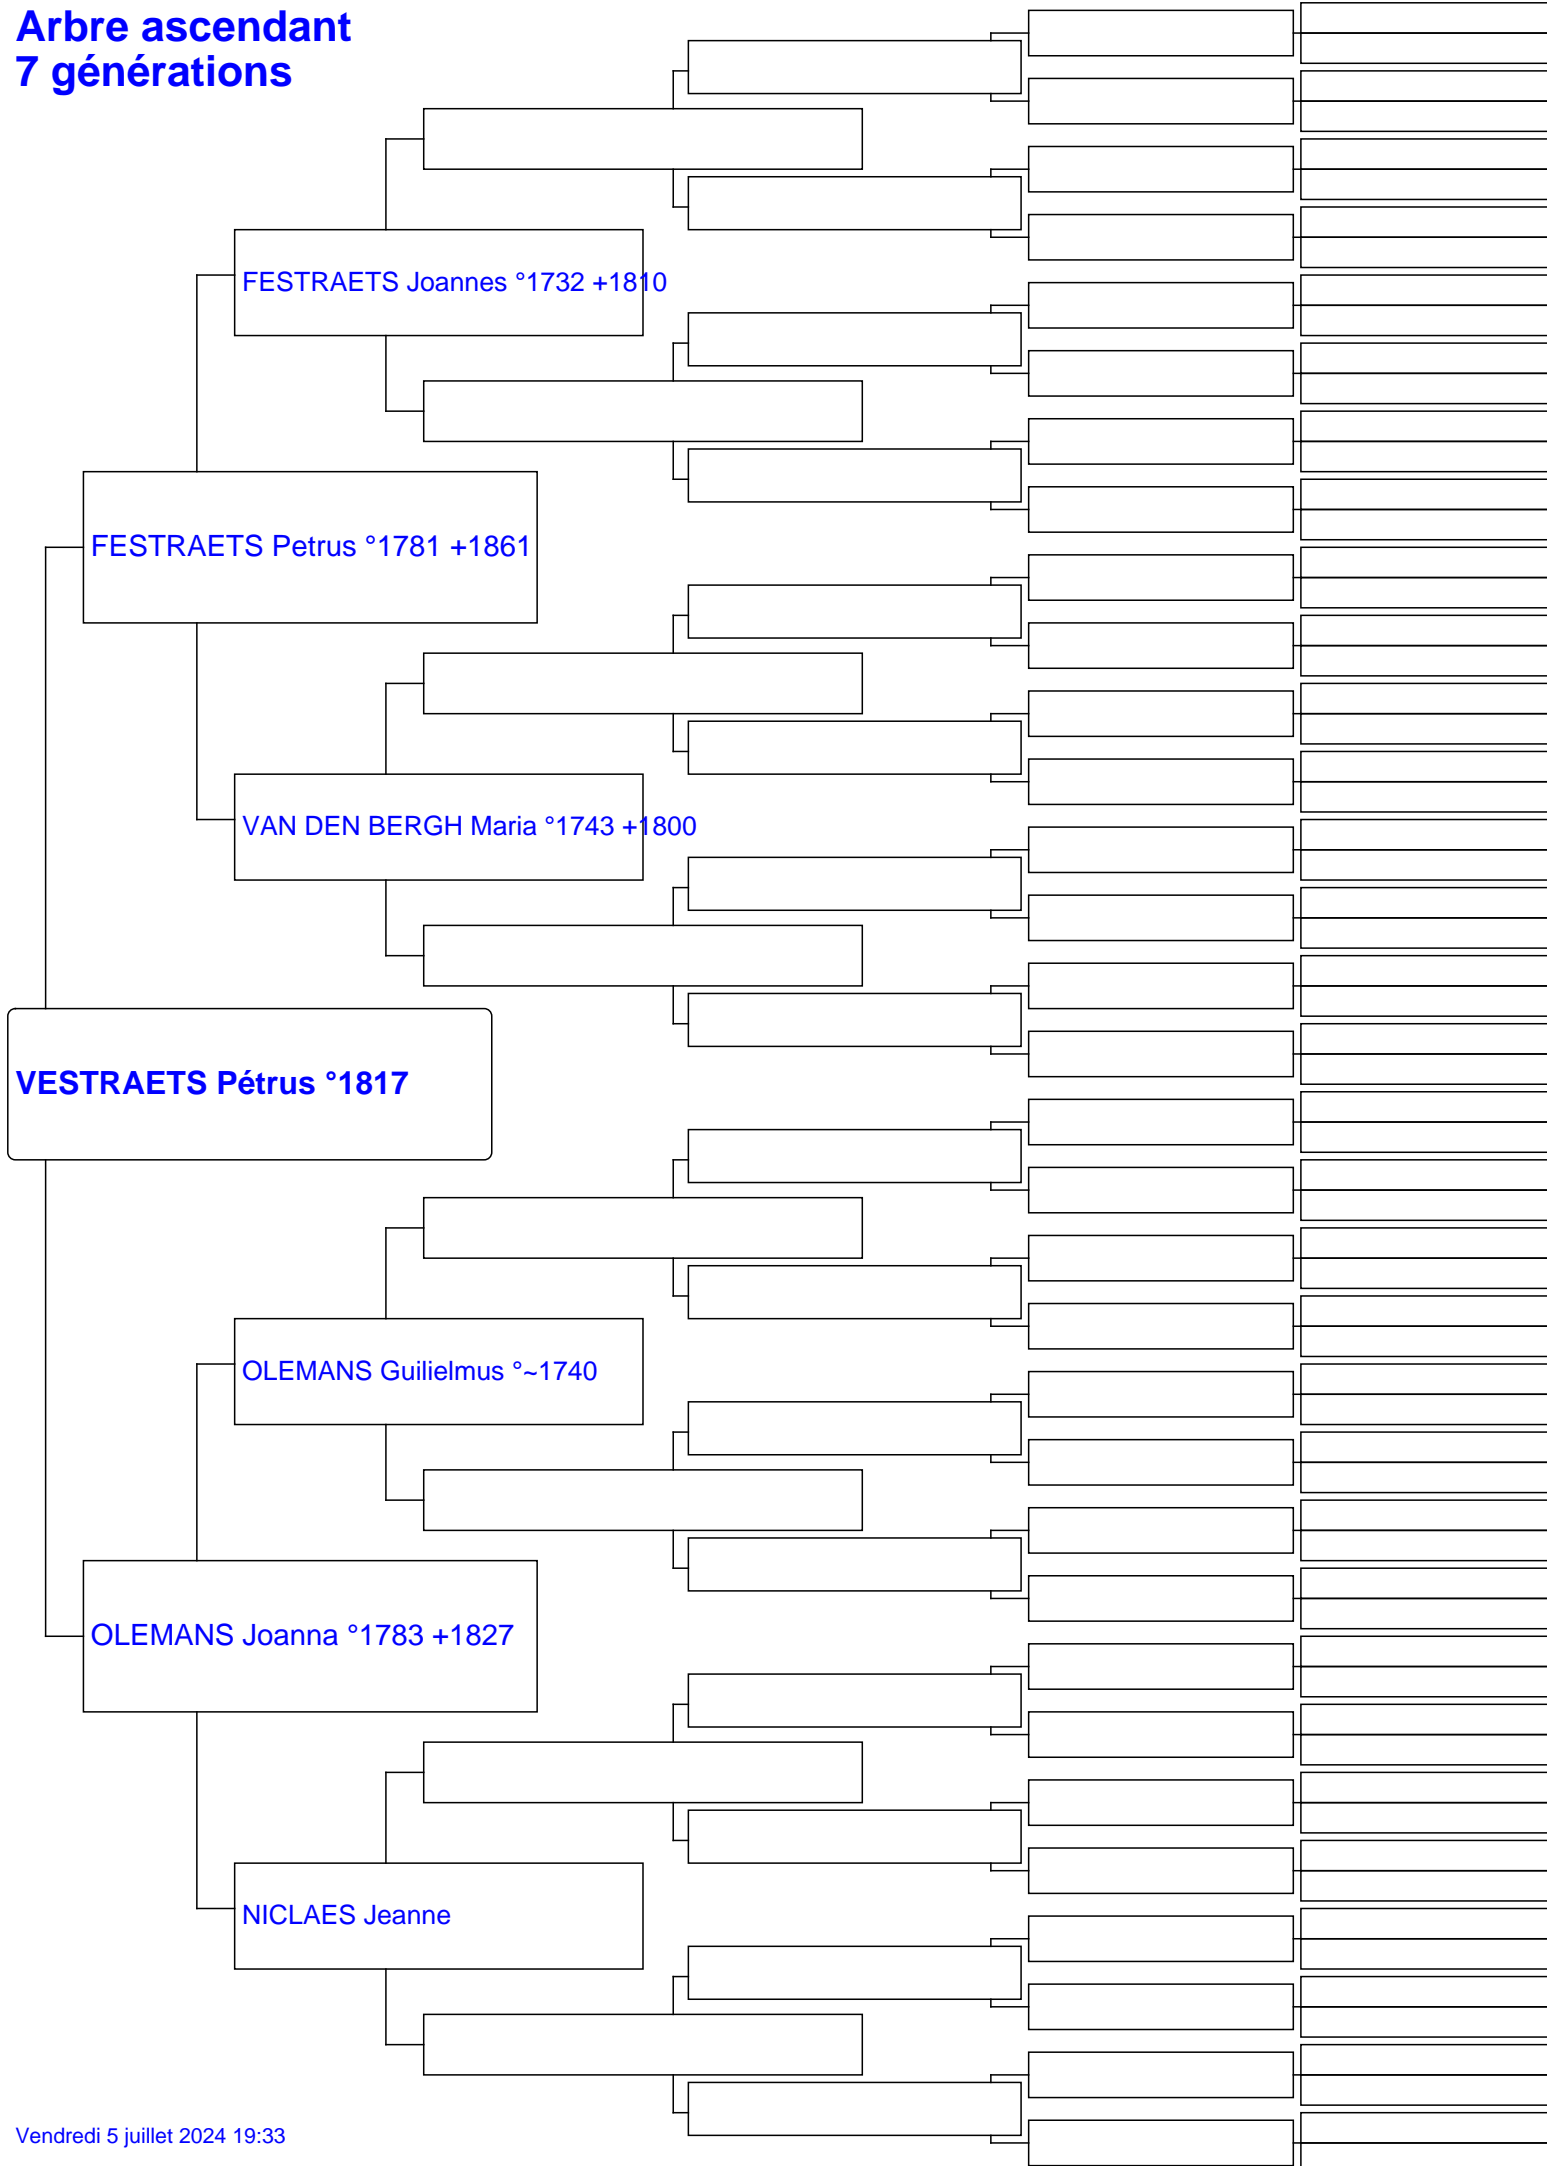 Arbre ascendant
7 générations
FESTRAETS Joannes °1732 +1810
FESTRAETS Petrus °1781 +1861
VAN DEN BERGH Maria °1743 +1800
VESTRAETS Pétrus °1817
OLEMANS Guilielmus °~1740
OLEMANS Joanna °1783 +1827
NICLAES Jeanne
Vendredi 5 juillet 2024 19:33